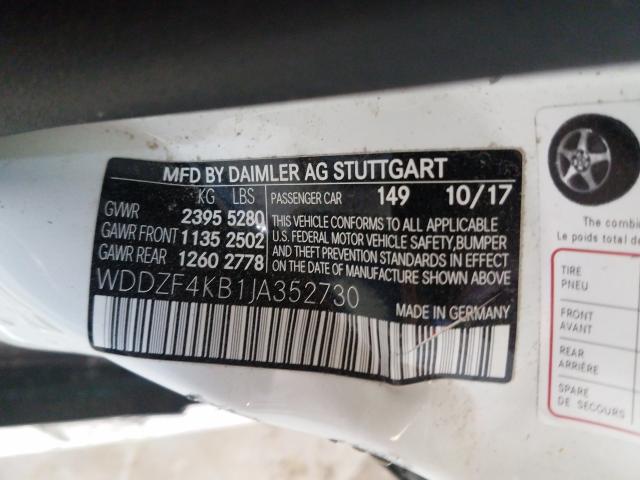 MFD BY DAIMLER AG STUTTGART
KG LBS PASSENGER CAR 149 10/17
GVWR 2395 5280
GAWR FRONT 1135 2502
GAWR REAR 1260 2778
THIS VEHICLE CONFORMS TO ALL APPLICABLE
U.S. FEDERAL MOTOR VEHICLE SAFETY, BUMPER
AND THEFT PREVENTION STANDARDS IN EFFECT
ON THE DATE OF MANUFACTURE SHOWN ABOVE
WDDZF4KB1JA352730
MADE IN GERMANY
The combi
Le poids total d
TIRE
PNEU
FRONT
AVANT
REAR
ARRIÈRE
SPARE
DE SECOURS